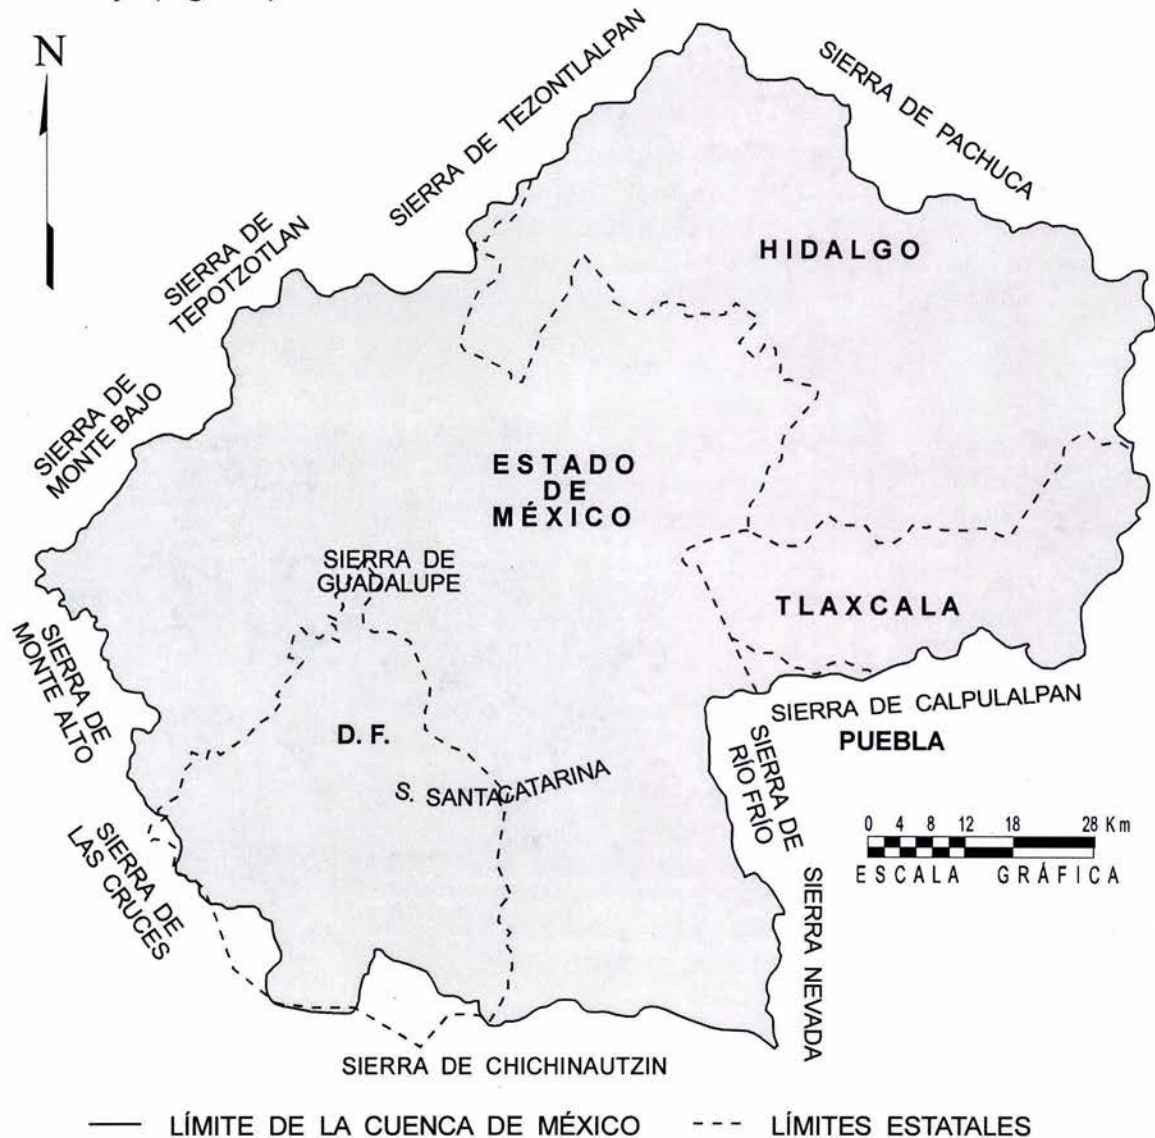 N
SIERRA DE TEZONTLALPAN
SIERRA DE PACHUCA
SIERRA DE
TEPOTZOTLAN
HIDALGO
SIERRA DE
MONTE BAJO
ESTADO
DE
MÉXICO
SIERRA DE
GUADALUPE
TLAXCALA
SIERRA DE
MONTE ALTO
SIERRA DE CALPULALPAN
PUEBLA
D. F.
SIERRA DE
RÍO FRÍO
S. SANTACATARINA
0 4 8 12 18 28 Km
ESCALA GRÁFICA
SIERRA DE
LAS CRUCES
SIERRA NEVADA
SIERRA DE CHICHINAUTZIN
LÍMITE DE LA CUENCA DE MÉXICO
LÍMITES ESTATALES